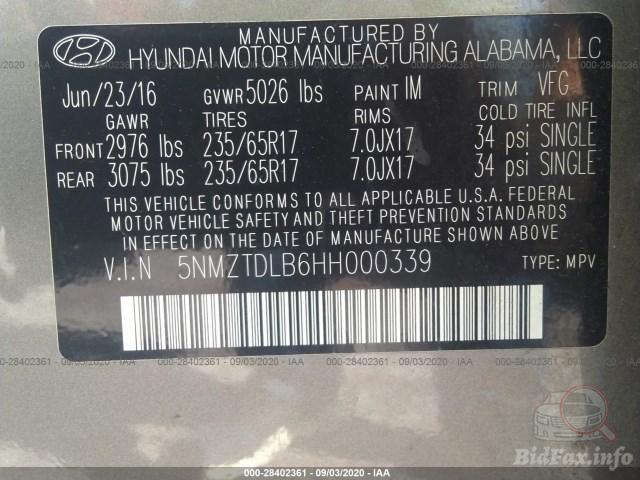 MANUFACTURED BY
HYUNDAI MOTOR MANUFACTURING ALABAMA, LLC
Jun/23/16 GVWR 5026 lbs PAINT IM TRIM VFG
GAWR TIRES RIMS COLD TIRE INFL
FRONT 2976 lbs 235/65R17 7.0JX17 34 psi SINGLE
REAR 3075 lbs 235/65R17 7.0JX17 34 psi SINGLE
THIS VEHICLE CONFORMS TO ALL APPLICABLE U.S.A. FEDERAL
MOTOR VEHICLE SAFETY AND THEFT PREVENTION STANDARDS
IN EFFECT ON THE DATE OF MANUFACTURE SHOWN ABOVE.
V.I.N 5NMZTDLB6HH000339 TYPE: MPV
000-28402361 - 09/03/2020 - IAA
BidFax.info